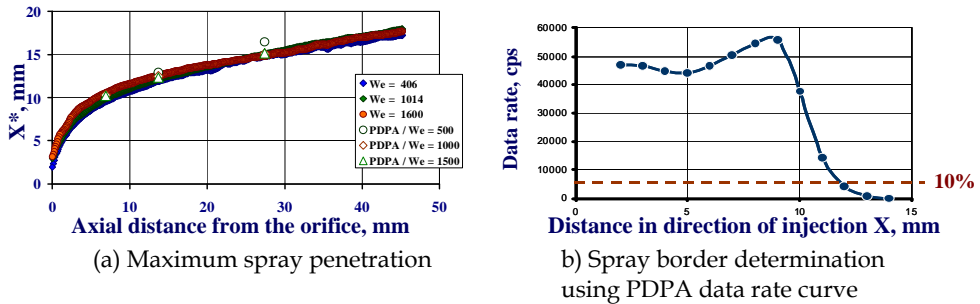 20
15
10
5
0
X*, mm
0 10 20 30 40 50
Axial distance from the orifice, mm
We = 406
We = 1014
We = 1600
PDPA / We = 500
PDPA / We = 1000
PDPA / We = 1500
(a) Maximum spray penetration
60000
50000
40000
30000
20000
10000
0
Data rate, cps
10%
0 5 10 15
Distance in direction of injection X, mm
b) Spray border determination
using PDPA data rate curve